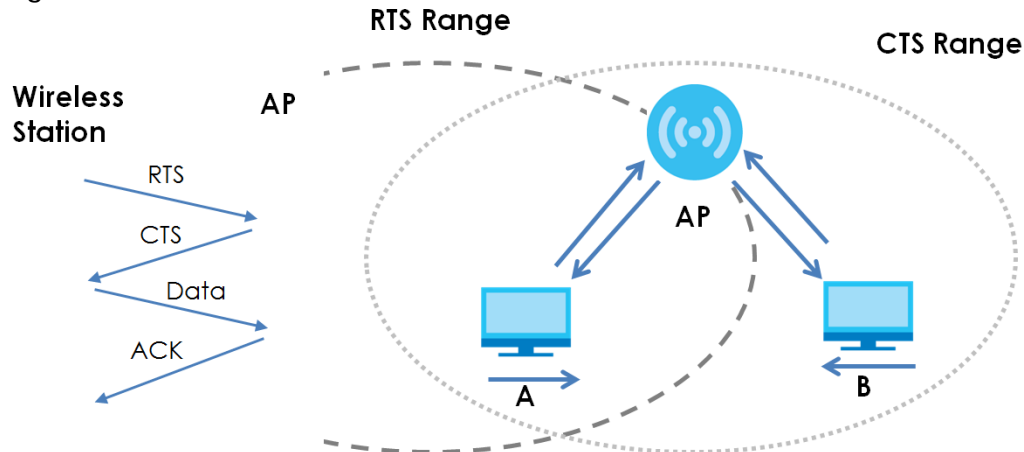 RTS Range
CTS Range
Wireless
Station
AP
RTS
CTS
Data
ACK
AP
A
B